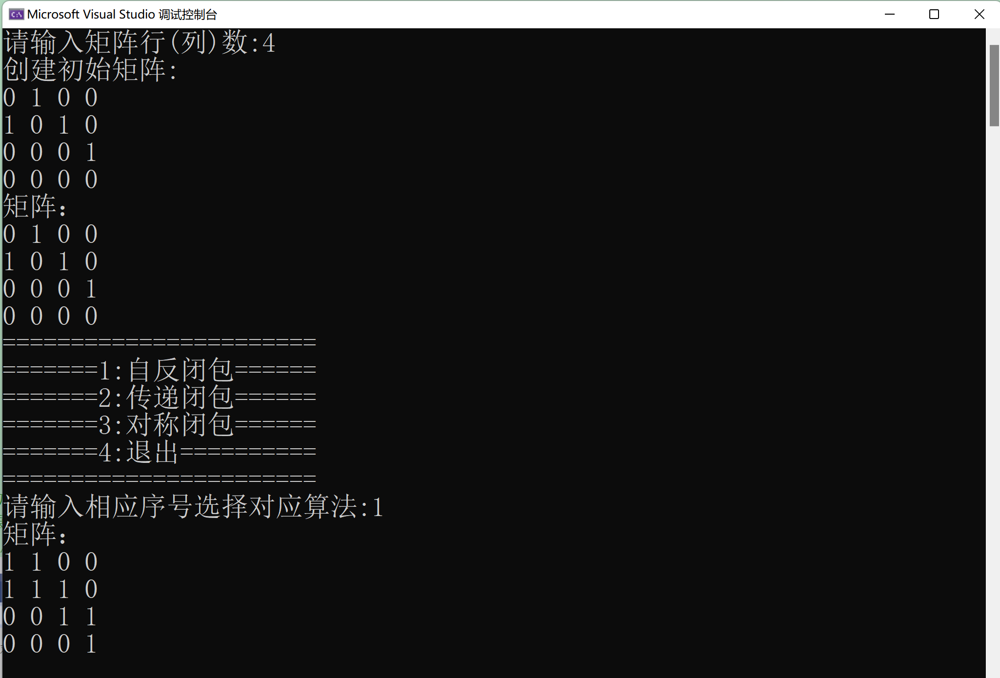 Microsoft Visual Studio 调试控制台
请输入矩阵行(列)数:4
创建初始矩阵:
0 1 0 0
1 0 1 0
0 0 0 1
0 0 0 0
矩阵：
0 1 0 0
1 0 1 0
0 0 0 1
0 0 0 0
=======================
=======1:自反闭包======
=======2:传递闭包======
=======3:对称闭包======
=======4:退出==========
=======================
请输入相应序号选择对应算法:1
矩阵：
1 1 0 0
1 1 1 0
0 0 1 1
0 0 0 1